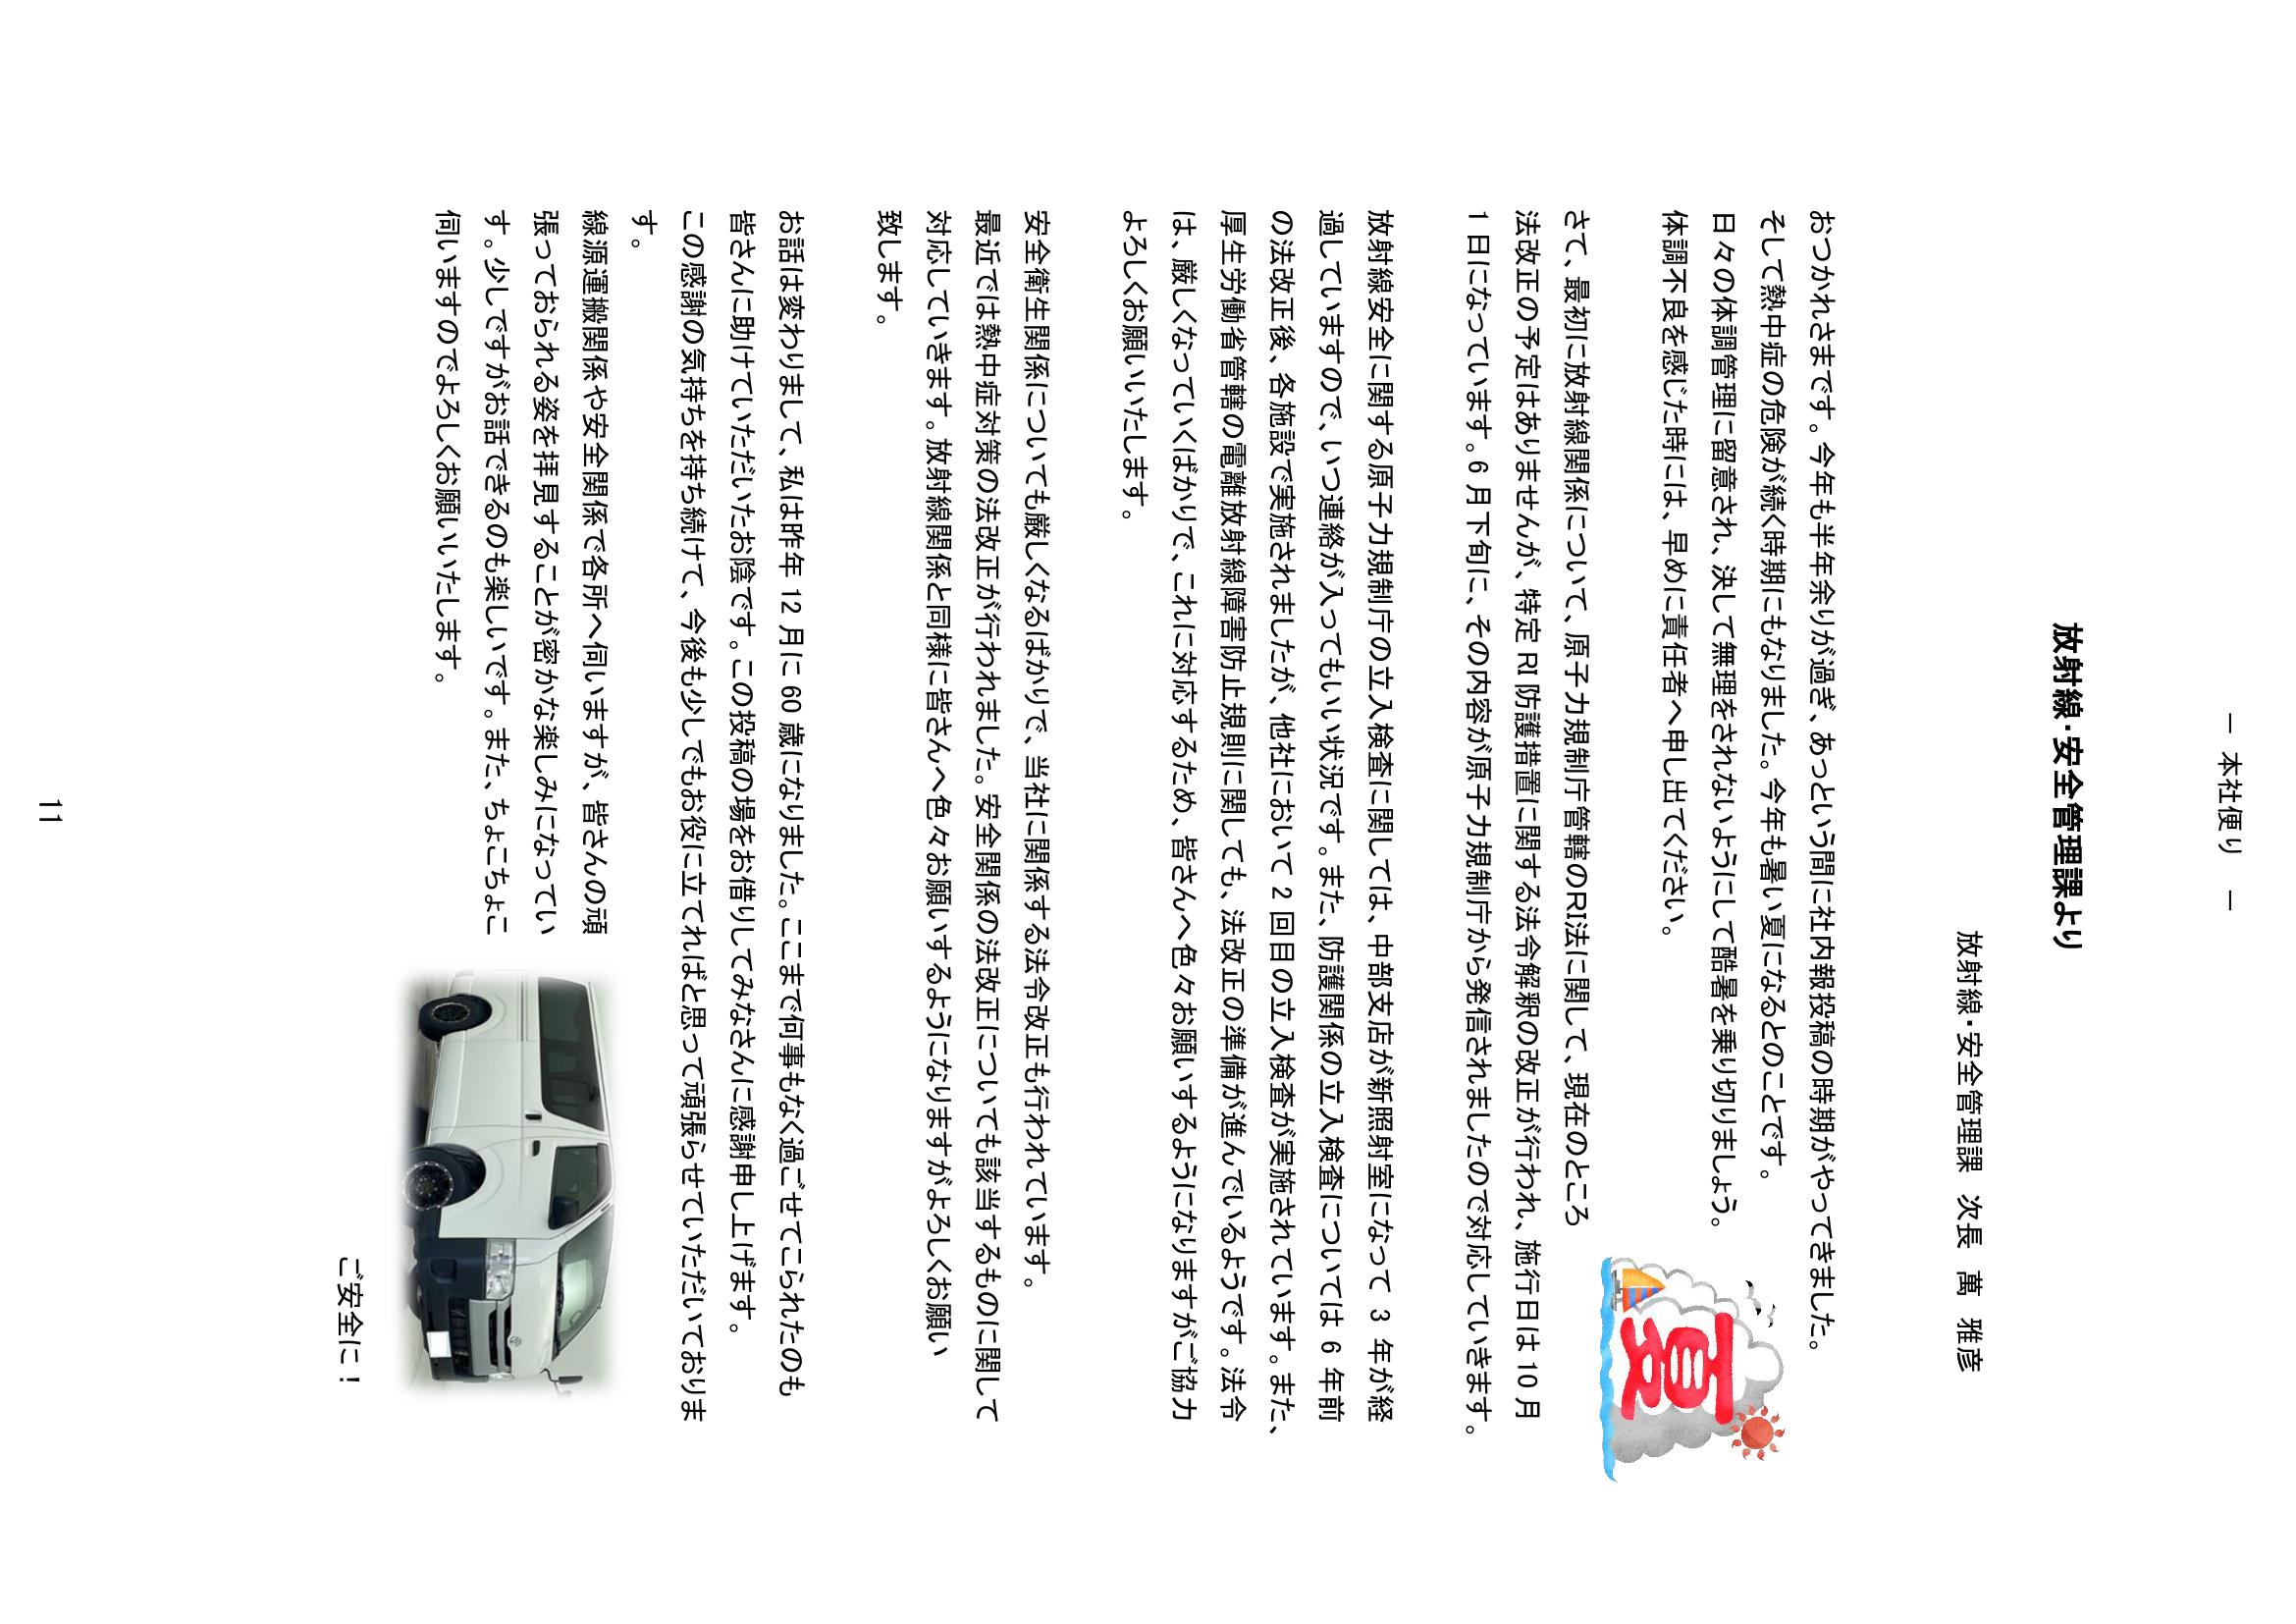 － 本社便り －
放射線・安全管理課より
放射線・安全管理課 次長 萬 雅彦
おつかれさまです。今年も半年余りが過ぎ、あっという間に社内報投稿の時期がやってきました。
そして熱中症の危険が続く時期にもなりました。今年も暑い夏になるとのことです。
日々の体調管理に留意され、決して無理をされないようにして酷暑を乗り切りましょう。
体調不良を感じた時には、早めに責任者へ申し出てください。
夏
さて、最初に放射線関係について、原子力規制庁管轄のRI法に関して、現在のところ
法改正の予定はありませんが、特定 RI 防護措置に関する法令解釈の改正が行われ、施行日は 10 月
1 日になっています。6 月下旬に、その内容が原子力規制庁から発信されましたので対応していきます。
放射線安全に関する原子力規制庁の立入検査に関しては、中部支店が新照射室になって 3 年が経
過していますので、いつ連絡が入ってもいい状況です。また、防護関係の立入検査については 6 年前
の法改正後、各施設で実施されましたが、他社において 2 回目の立入検査が実施されています。また、
厚生労働省管轄の電離放射線障害防止規則に関しても、法改正の準備が進んでいるようです。法令
は、厳しくなっていくばかりで、これに対応するため、皆さんへ色々お願いするようになりますがご協力
よろしくお願いいたします。
安全衛生関係についても厳しくなるばかりで、当社に関係する法令改正も行われています。
最近では熱中症対策の法改正が行われました。安全関係の法改正についても該当するものに関して
対応していきます。放射線関係と同様に皆さんへ色々お願いするようになりますがよろしくお願い
致します。
お話は変わりまして、私は昨年 12 月に 60 歳になりました。ここまで何事もなく過ごせてこられたのも
皆さんに助けていただいたお陰です。この投稿の場をお借りしてみなさんに感謝申し上げます。
この感謝の気持ちを持ち続けて、今後も少しでもお役に立てればと思って頑張らせていただいておりま
す。
線源運搬関係や安全関係で各所へ伺いますが、皆さんの頑
張っておられる姿を拝見することが密かな楽しみになってい
す。少しですがお話できるのも楽しいです。また、ちょこちょこ
伺いますのでよろしくお願いいたします。
ご安全に！
11